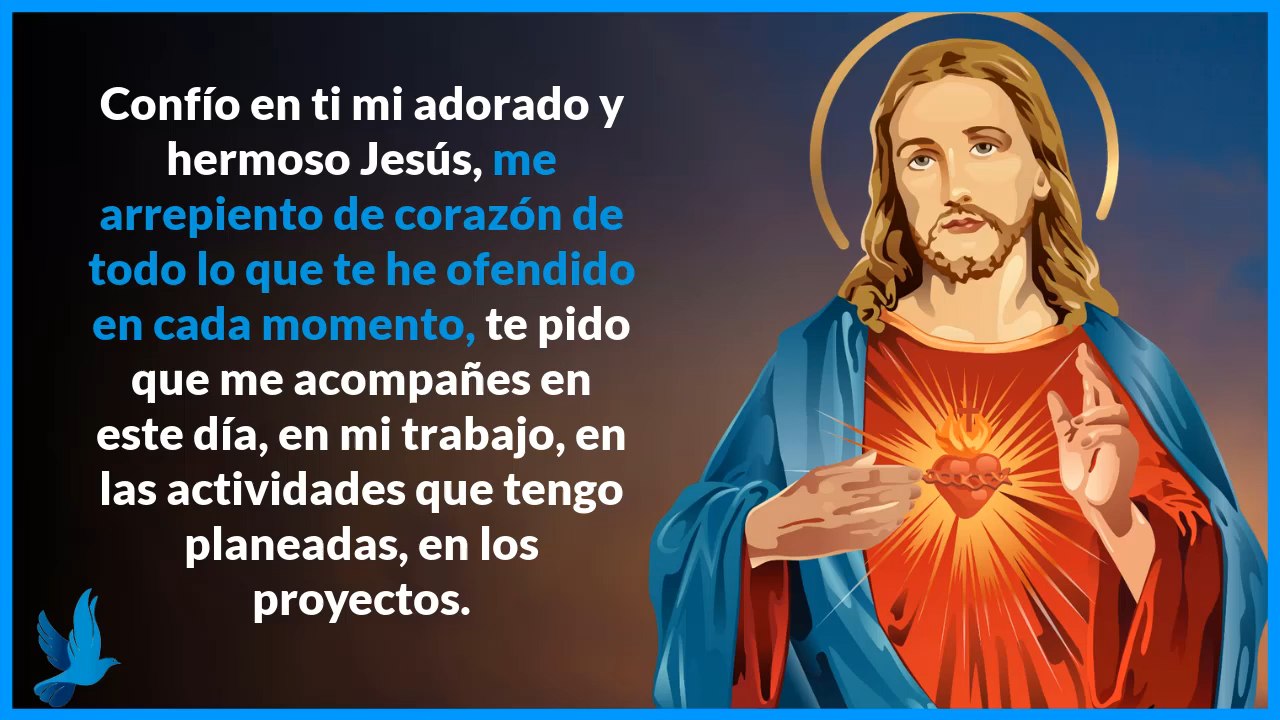 Confío en ti mi adorado y
hermoso Jesús, me
arrepiento de corazón de
todo lo que te he ofendido
en cada momento, te pido
que me acompañes en
este día, en mi trabajo, en
las actividades que tengo
planeadas, en los
proyectos.